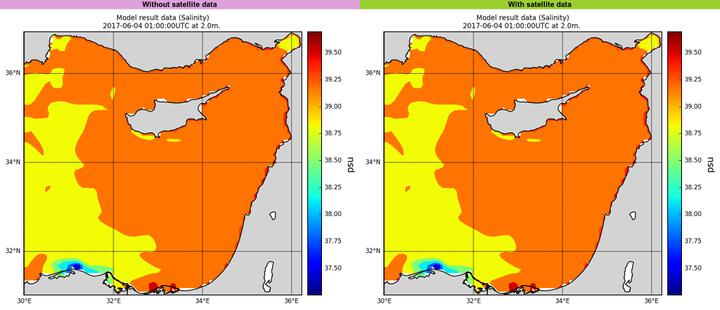 Without satellite data
With satellite data
Model result data (Salinity)
2017-06-04 01:00:00UTC at 2.0m.
36°N
34°N
32°N
30°E
32°E
34°E
36°E
39.50
39.25
39.00
38.75
38.50
38.25
38.00
37.75
37.50
psu
Model result data (Salinity)
2017-06-04 01:00:00UTC at 2.0m.
36°N
34°N
32°N
30°E
32°E
34°E
36°E
39.50
39.25
39.00
38.75
38.50
38.25
38.00
37.75
37.50
psu